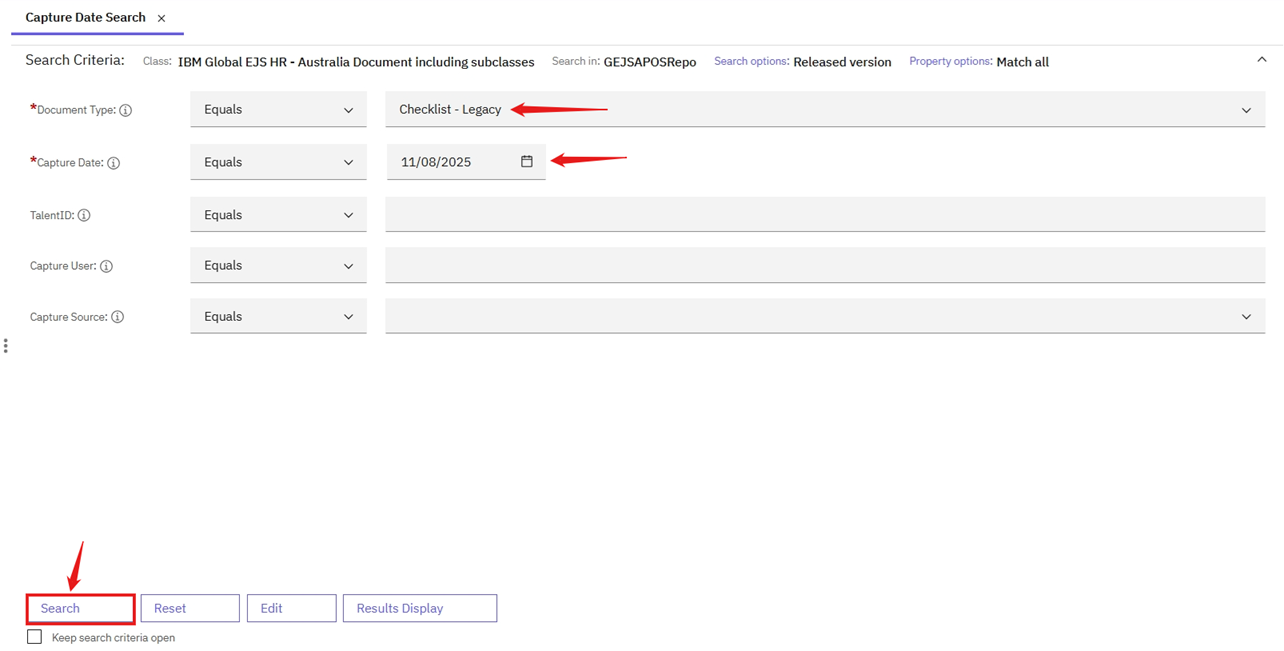 Capture Date Search ×
Search Criteria: Class: IBM Global EJS HR - Australia Document including subclasses Search in: GEJSAPOSRepo Search options: Released version Property options: Match all
*Document Type: Equals Checklist - Legacy
*Capture Date: Equals 11/08/2025
TalentID: Equals
Capture User: Equals
Capture Source: Equals
Search Reset Edit Results Display
Keep search criteria open